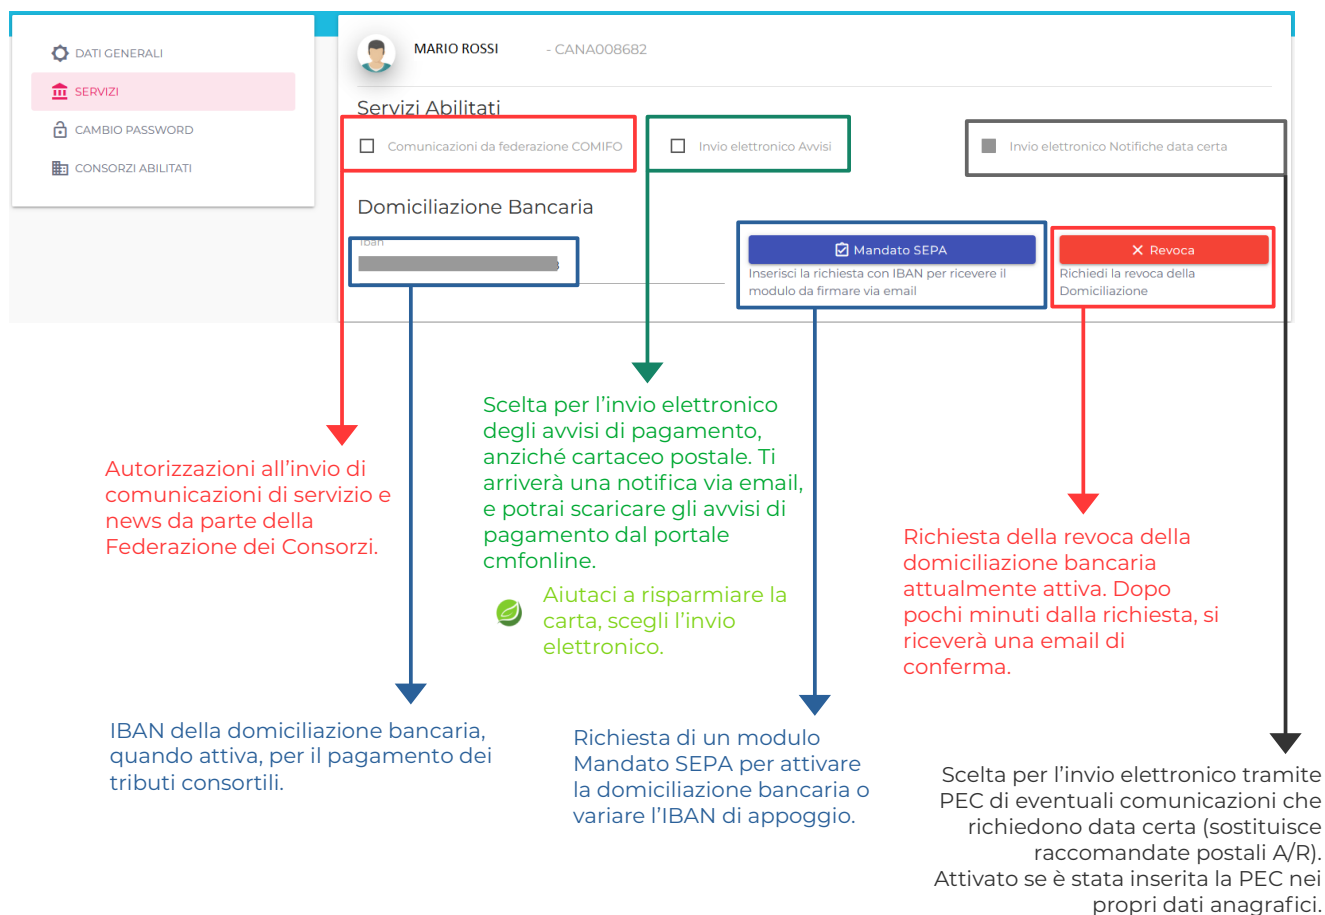 DATI GENERALI
SERVIZI
CAMBIO PASSWORD
CONSORZI ABILITATI
MARIO ROSSI - CANA008682
Servizi Abilitati
Comunicazioni da federazione COMIFO
Invio elettronico Avvisi
Invio elettronico Notifiche data certa
Domiciliazione Bancaria
Iban
Mandato SEPA
Inserisci la richiesta con IBAN per ricevere il
modulo da firmare via email
Revoca
Richiedi la revoca della
Domiciliazione
Scelta per l'invio elettronico
degli avvisi di pagamento,
anziché cartaceo postale. Ti
arriverà una notifica via email,
e potrai scaricare gli avvisi di
pagamento dal portale
cmfonline.
Aiutaci a risparmiare la
carta, scegli l'invio
elettronico.
Autorizzazioni all'invio di
comunicazioni di servizio e
news da parte della
Federazione dei Consorzi.
Richiesta della revoca della
domiciliazione bancaria
attualmente attiva. Dopo
pochi minuti dalla richiesta, si
riceverà una email di
conferma.
IBAN della domiciliazione bancaria,
quando attiva, per il pagamento dei
tributi consortili.
Richiesta di un modulo
Mandato SEPA per attivare
la domiciliazione bancaria o
variare l'IBAN di appoggio.
Scelta per l'invio elettronico tramite
PEC di eventuali comunicazioni che
richiedono data certa (sostituisce
raccomandate postali A/R).
Attivato se è stata inserita la PEC nei
propri dati anagrafici.